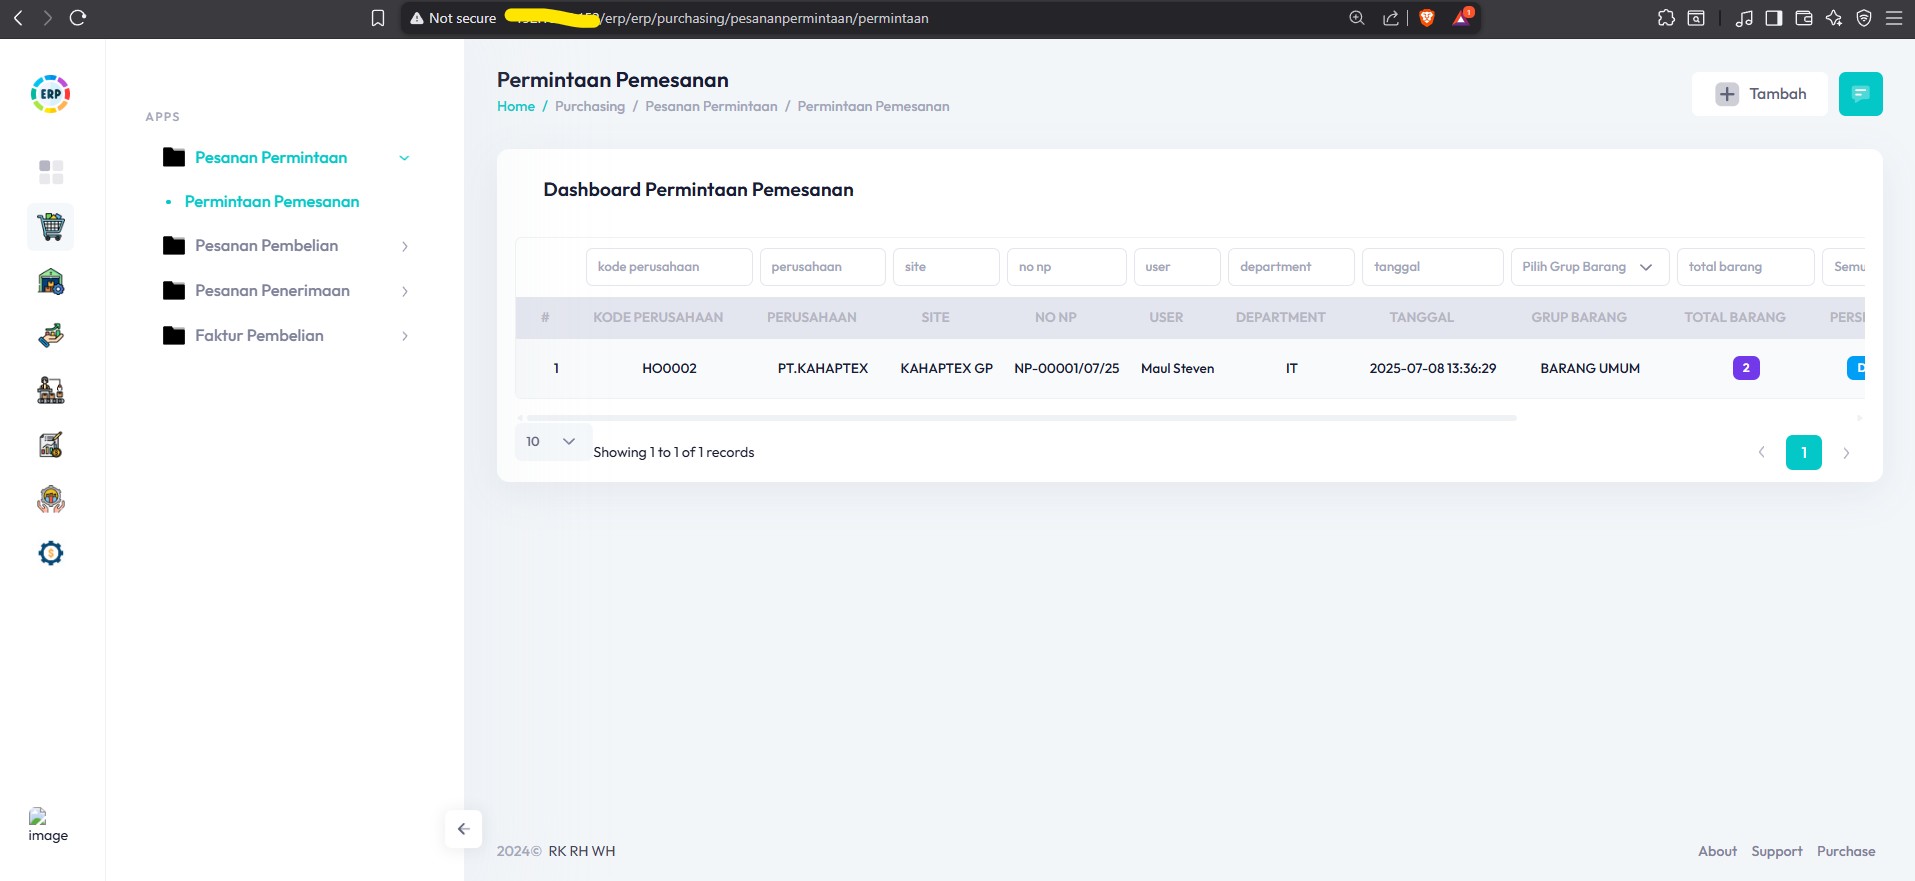 Not secure
/erp/erp/purchasing/pesananpermintaan/permintaan
1
ERP
APPS
Pesanan Permintaan
Permintaan Pemesanan
Pesanan Pembelian
Pesanan Penerimaan
Faktur Pembelian
image
Permintaan Pemesanan
Home / Purchasing / Pesanan Permintaan / Permintaan Pemesanan
Tambah
Dashboard Permintaan Pemesanan
kode perusahaan perusahaan site no np user department tanggal Pilih Grup Barang total barang Semu
# KODE PERUSAHAAN PERUSAHAAN SITE NO NP USER DEPARTMENT TANGGAL GRUP BARANG TOTAL BARANG PERS
1 HO0002 PT.KAHAPTEX KAHAPTEX GP NP-00001/07/25 Maul Steven IT 2025-07-08 13:36:29 BARANG UMUM 2 D
10 Showing 1 to 1 of 1 records 1
2024© RK RH WH
About Support Purchase